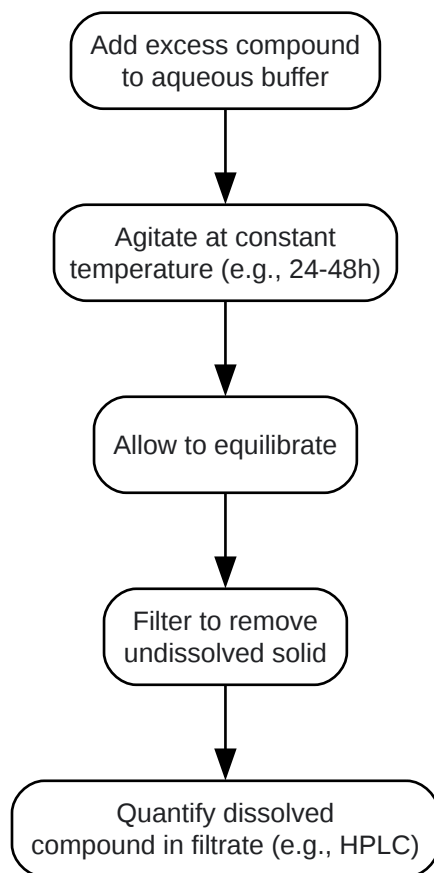 Add excess compound
to aqueous buffer
Agitate at constant
temperature (e.g., 24-48h)
Allow to equilibrate
Filter to remove
undissolved solid
Quantify dissolved
compound in filtrate (e.g., HPLC)